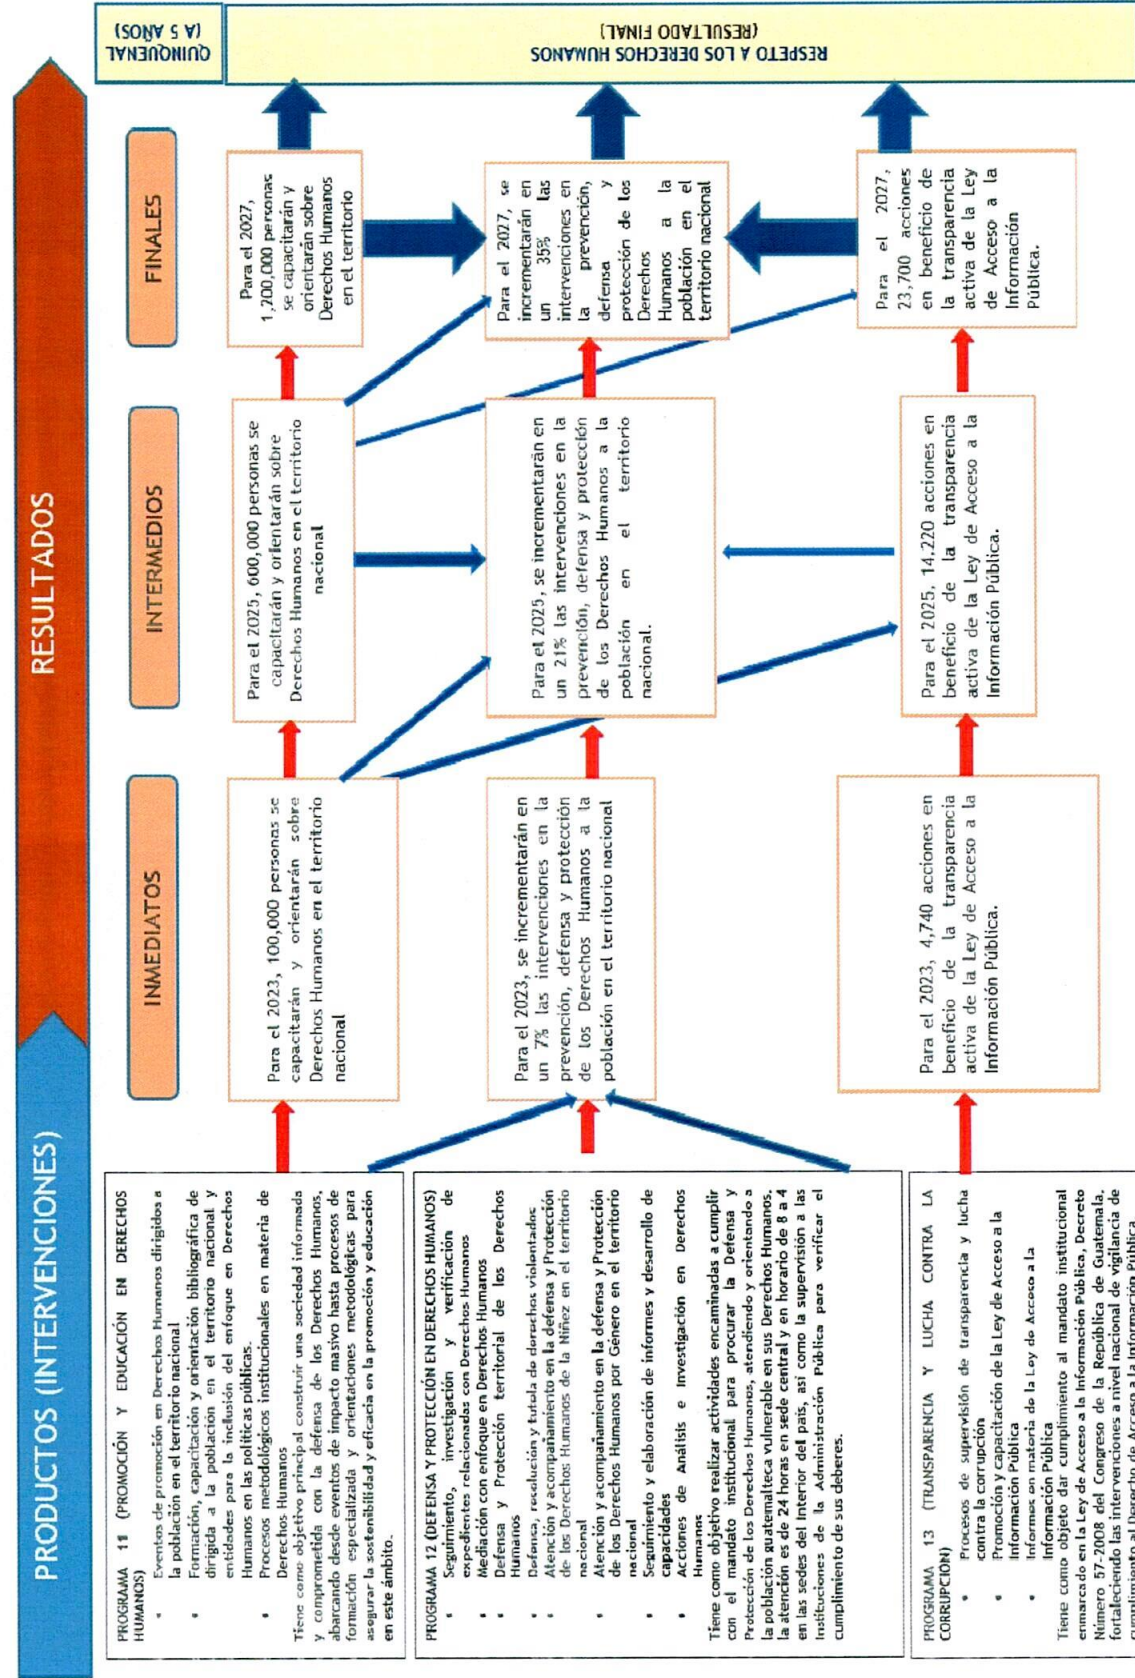 PRODUCTOS (INTERVENCIONES)
RESULTADOS
INMEDIATOS
INTERMEDIOS
FINALES
QUINQUENAL
(A 5 AÑOS)
PROGRAMA 11 (PROMOCIÓN Y EDUCACIÓN EN DERECHOS
HUMANOS)
• Eventos de promoción en Derechos Humanos dirigidos a
la población en el territorio nacional
• Formación, capacitación y orientación bibliográfica de
dirigida a la población en el territorio nacional y
entidades para la inclusión del enfoque en Derechos
Humanos en las políticas públicas.
• Procesos metodológicos institucionales en materia de
Derechos Humanos
Tiene como objetivo principal construir una sociedad informada
y comprometida con la defensa de los Derechos Humanos,
abarcando desde eventos de impacto masivo hasta procesos de
formación especializada y orientaciones metodológicas para
asegurar la sostenibilidad y eficacia en la promoción y educación
en este ámbito.
Para el 2023, 100,000 personas se
capacitarán y orientarán sobre
Derechos Humanos en el territorio
nacional
Para el 2025, 600,000 personas se
capacitarán y orientarán sobre
Derechos Humanos en el territorio
nacional
Para el 2027,
1,200,000 personas
se capacitarán y
orientarán sobre
Derechos Humanos
en el territorio
PROGRAMA 12 (DEFENSA Y PROTECCIÓN EN DERECHOS HUMANOS)
• Seguimiento, investigación y verificación de
expedientes relacionadas con Derechos Humanos
• Mediación con enfoque en Derechos Humanos
• Defensa y Protección territorial de los Derechos
Humanos
• Defensa, resolución y tutela de derechos violentados
• Atención y acompañamiento en la defensa y Protección
de los Derechos Humanos de la Niñez en el territorio
nacional
• Atención y acompañamiento en la defensa y Protección
de los Derechos Humanos por Género en el territorio
nacional
• Seguimiento y elaboración de informes y desarrollo de
capacidades
• Acciones de Análisis e Investigación en Derechos
Humanos
Tiene como objetivo realizar actividades encaminadas a cumplir
con el mandato institucional para procurar la Defensa y
Protección de los Derechos Humanos, atendiendo y orientando a
la población guatemalteca vulnerable en sus Derechos Humanos,
la atención es de 24 horas en sede central y en horario de 8 a 4
en las sedes del Interior del país, así como la supervisión a las
Instituciones de la Administración Pública para verificar el
cumplimiento de sus deberes.
Para el 2023, se incrementarán en
un 7% las intervenciones en la
prevención, defensa y protección
de los Derechos Humanos a la
población en el territorio nacional
Para el 2025, se incrementarán en
un 21% las intervenciones en la
prevención, defensa y protección
de los Derechos Humanos a la
población en el territorio
nacional.
Para el 2027, se
incrementarán en
un 35% las
intervenciones en
la prevención,
defensa y
protección de los
Derechos
Humanos a la
población en el
territorio nacional
PROGRAMA 13 (TRANSPARENCIA Y LUCHA CONTRA LA
CORRUPCION)
• Procesos de supervisión de transparencia y lucha
contra la corrupción
• Promoción y capacitación de la Ley de Acceso a la
Información Pública
• Informes en materia de la Ley de Acceso a la
Información Pública
Tiene como objeto dar cumplimiento al mandato institucional
enmarcado en la Ley de Acceso a la Información Pública, Decreto
Número 57-2008 del Congreso de la República de Guatemala,
fortaleciendo las intervenciones a nivel nacional de vigilancia de
cumplimiento al Derecho de Acceso a la Información Pública
Para el 2023, 4,740 acciones en
beneficio de la transparencia
activa de la Ley de Acceso a la
Información Pública.
Para el 2025, 14,220 acciones en
beneficio de la transparencia
activa de la Ley de Acceso a la
Información Pública.
Para el 2027,
23,700 acciones
en beneficio de
la transparencia
activa de la Ley
de Acceso a la
Información
Pública.
RESPETO A LOS DERECHOS HUMANOS
(RESULTADO FINAL)